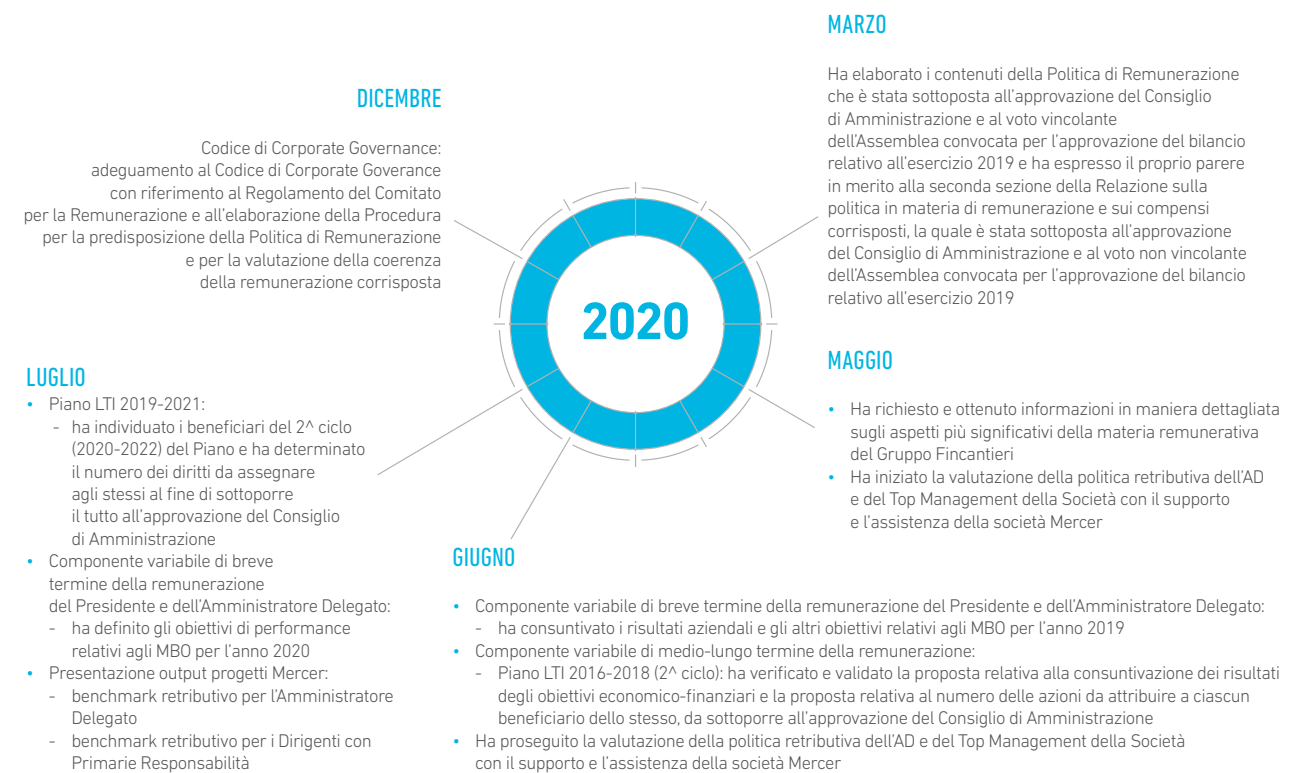 MARZO
Ha elaborato i contenuti della Politica di Remunerazione
che è stata sottoposta all'approvazione del Consiglio
di Amministrazione e al voto vincolante
dell'Assemblea convocata per l'approvazione del bilancio
relativo all'esercizio 2019 e ha espresso il proprio parere
in merito alla seconda sezione della Relazione sulla
politica in materia di remunerazione e sui compensi
corrisposti, la quale è stata sottoposta all'approvazione
del Consiglio di Amministrazione e al voto non vincolante
dell'Assemblea convocata per l'approvazione del bilancio
relativo all'esercizio 2019
MAGGIO
• Ha richiesto e ottenuto informazioni in maniera dettagliata
sugli aspetti più significativi della materia remunerativa
del Gruppo Fincantieri
• Ha iniziato la valutazione della politica retributiva dell'AD
e del Top Management della Società con il supporto
e l'assistenza della società Mercer
GIUGNO
• Componente variabile di breve termine della remunerazione del Presidente e dell'Amministratore Delegato:
- ha consuntivato i risultati aziendali e gli altri obiettivi relativi agli MBO per l'anno 2019
• Componente variabile di medio-lungo termine della remunerazione:
- Piano LTI 2016-2018 (2^ ciclo): ha verificato e validato la proposta relativa alla consuntivazione dei risultati
degli obiettivi economico-finanziari e la proposta relativa al numero delle azioni da attribuire a ciascun
beneficiario dello stesso, da sottoporre all'approvazione del Consiglio di Amministrazione
• Ha proseguito la valutazione della politica retributiva dell'AD e del Top Management della Società
con il supporto e l'assistenza della società Mercer
LUGLIO
• Piano LTI 2019-2021:
- ha individuato i beneficiari del 2^ ciclo
(2020-2022) del Piano e ha determinato
il numero dei diritti da assegnare
agli stessi al fine di sottoporre
il tutto all'approvazione del Consiglio
di Amministrazione
• Componente variabile di breve
termine della remunerazione
del Presidente e dell'Amministratore Delegato:
- ha definito gli obiettivi di performance
relativi agli MBO per l'anno 2020
• Presentazione output progetti Mercer:
- benchmark retributivo per l'Amministratore
Delegato
- benchmark retributivo per i Dirigenti con
Primarie Responsabilità
DICEMBRE
Codice di Corporate Governance:
adeguamento al Codice di Corporate Goverance
con riferimento al Regolamento del Comitato
per la Remunerazione e all'elaborazione della Procedura
per la predisposizione della Politica di Remunerazione
e per la valutazione della coerenza
della remunerazione corrisposta
2020